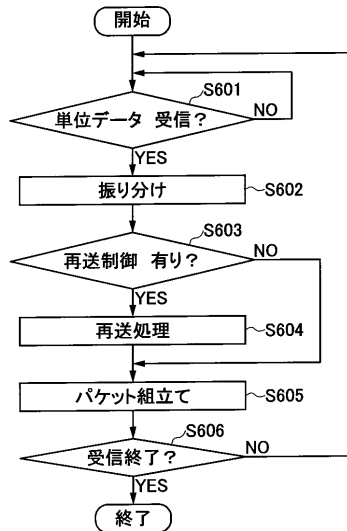 開始
S601
単位データ 受信？
NO
YES
振り分け
S602
S603
再送制御 有り？
NO
YES
再送処理
S604
パケット組立て
S605
S606
受信終了？
NO
YES
終了